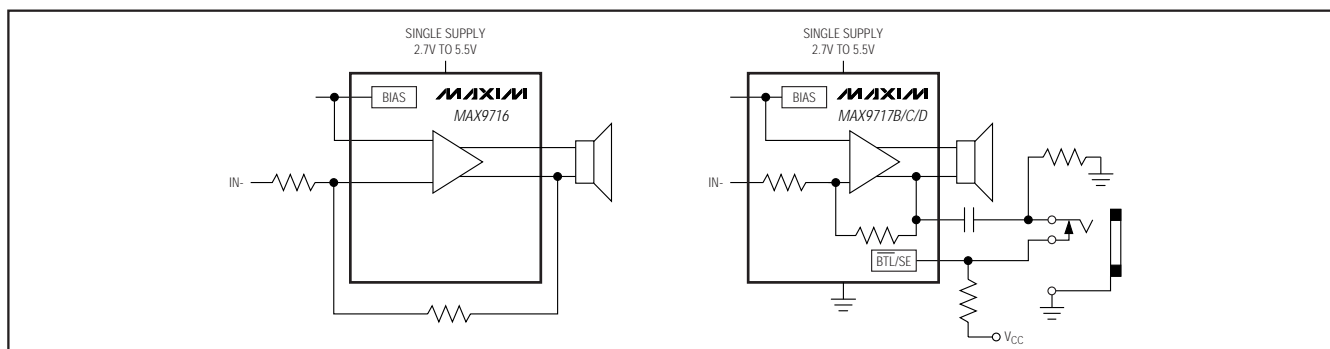 SINGLE SUPPLY
2.7V TO 5.5V
BIAS
MAXIM
MAX9716
IN-
SINGLE SUPPLY
2.7V TO 5.5V
BIAS
MAXIM
MAX9717B/C/D
IN-
B̅T̅L̅/SE
VCC